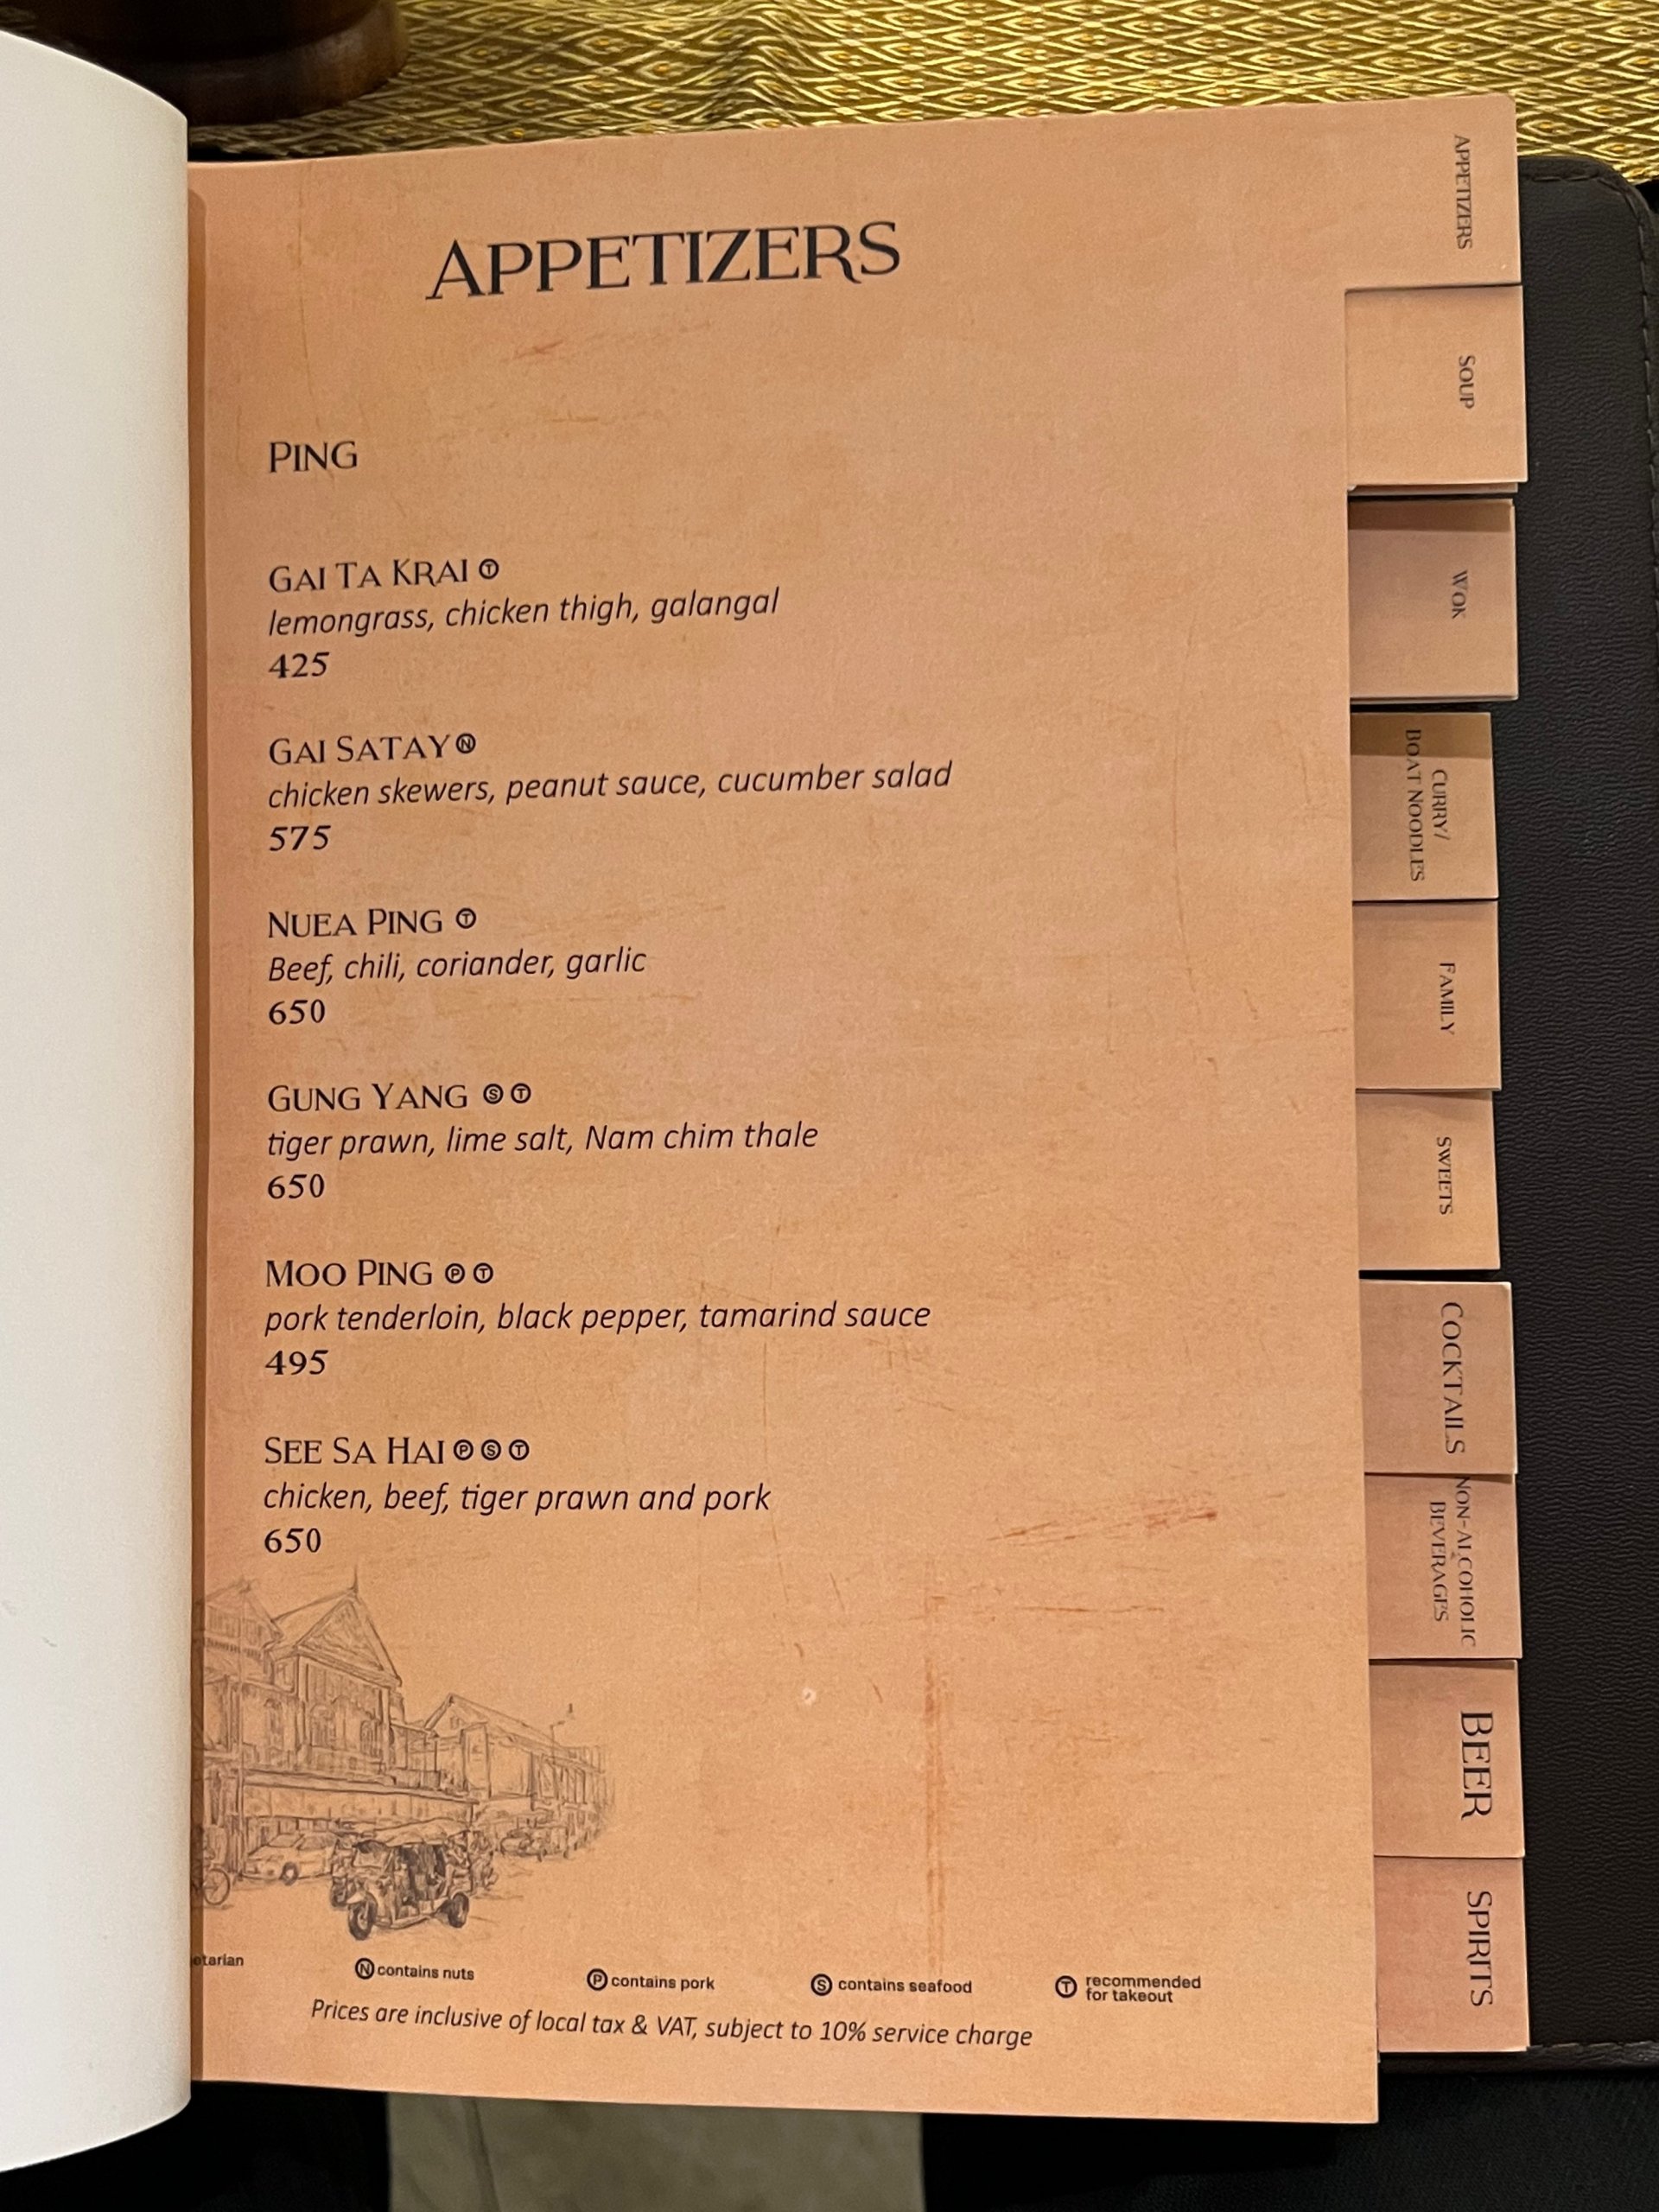 APPETIZERS
PING
GAI TA KRAI Ⓣ
lemongrass, chicken thigh, galangal
425
GAI SATAY Ⓝ
chicken skewers, peanut sauce, cucumber salad
575
NUEA PING Ⓣ
Beef, chili, coriander, garlic
650
GUNG YANG Ⓢ Ⓣ
tiger prawn, lime salt, Nam chim thale
650
MOO PING Ⓟ Ⓣ
pork tenderloin, black pepper, tamarind sauce
495
SEE SA HAI Ⓟ Ⓢ Ⓣ
chicken, beef, tiger prawn and pork
650
etarian
Ⓝ contains nuts
Ⓟ contains pork
Ⓢ contains seafood
Ⓣ recommended
for takeout
Prices are inclusive of local tax & VAT, subject to 10% service charge
APPETIZERS
SOUP
WOK
CURRY/
BOAT NOODLES
FAMILY
SWEETS
COCKTAILS
NON-ALCOHOLIC
BEVERAGES
BEER
SPIRITS